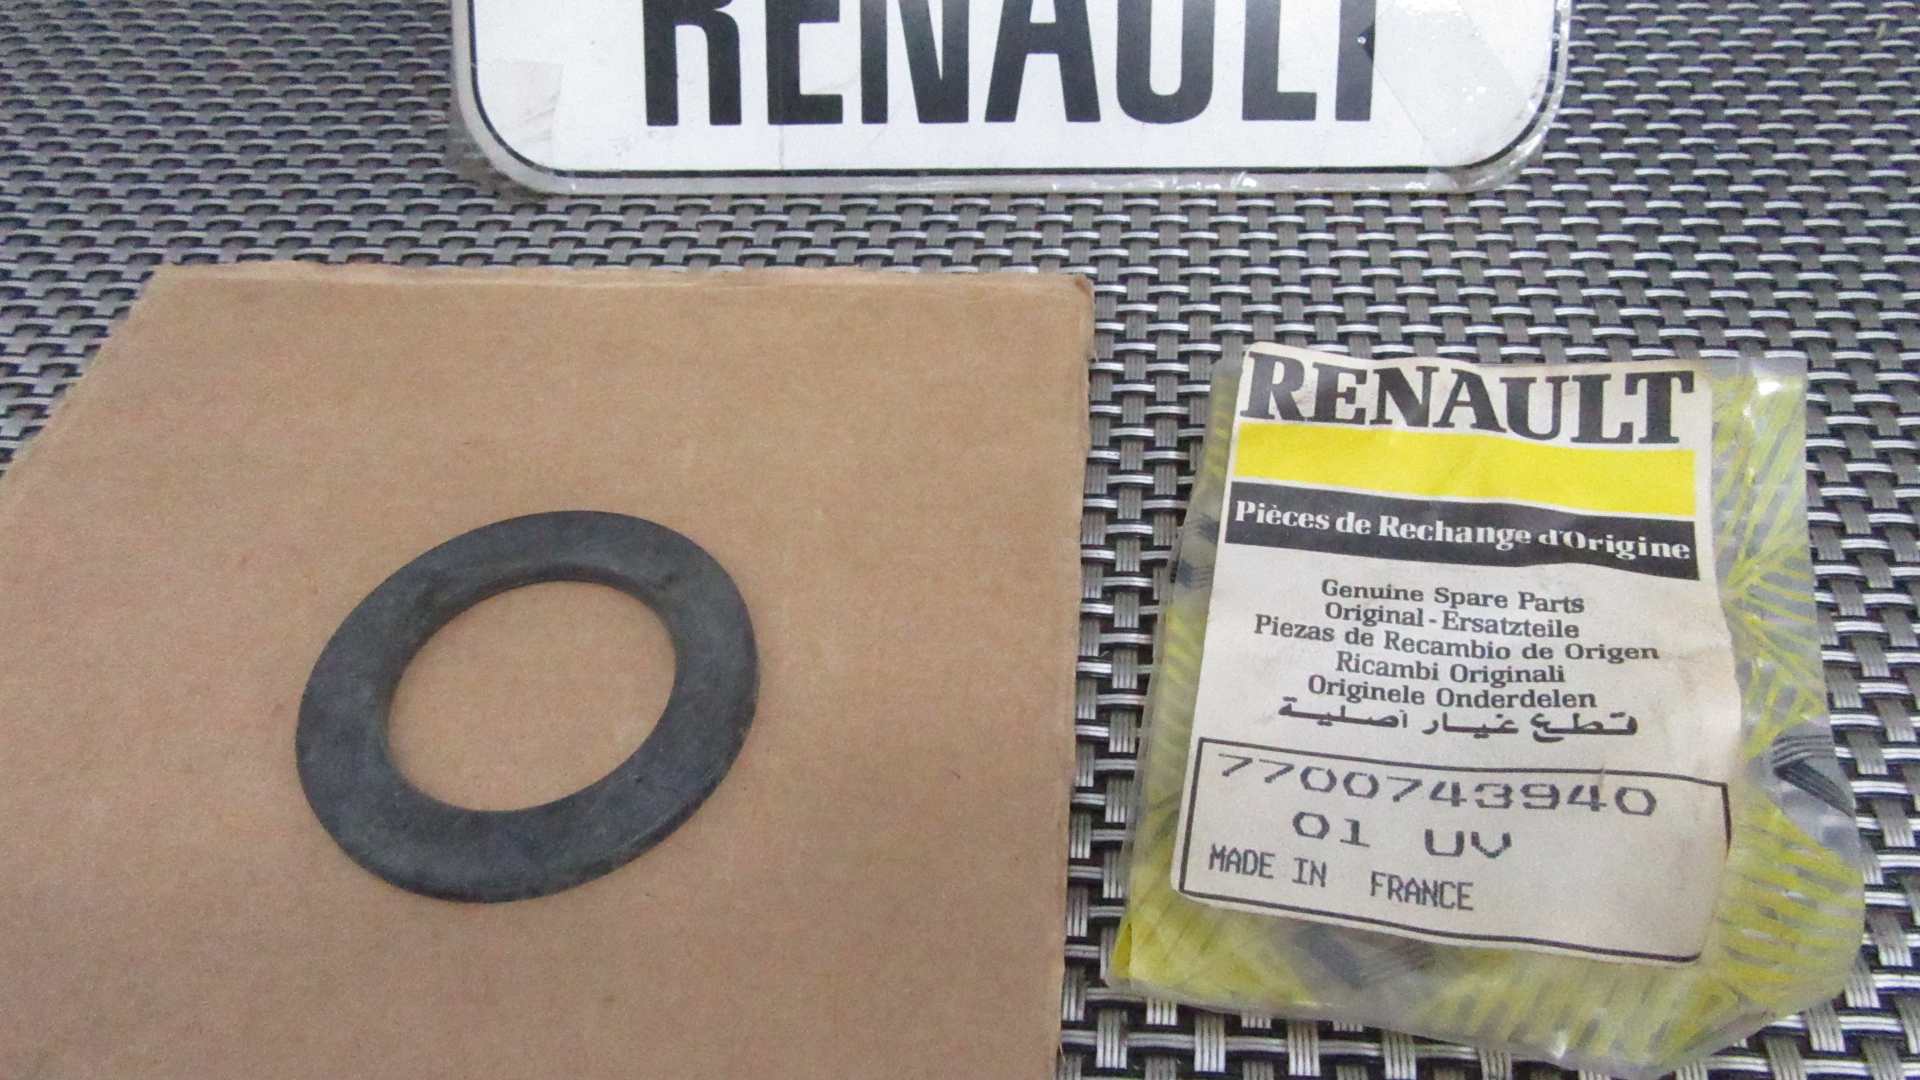 RENAULT
RENAULT
Pièces de Rechange d'Origine
Genuine Spare Parts
Original-Ersatzteile
Piezas de Recambio de Origen
Ricambi Originali
Originele Onderdelen
قطع غيار أصلية
7700743940
01 UV
MADE IN FRANCE